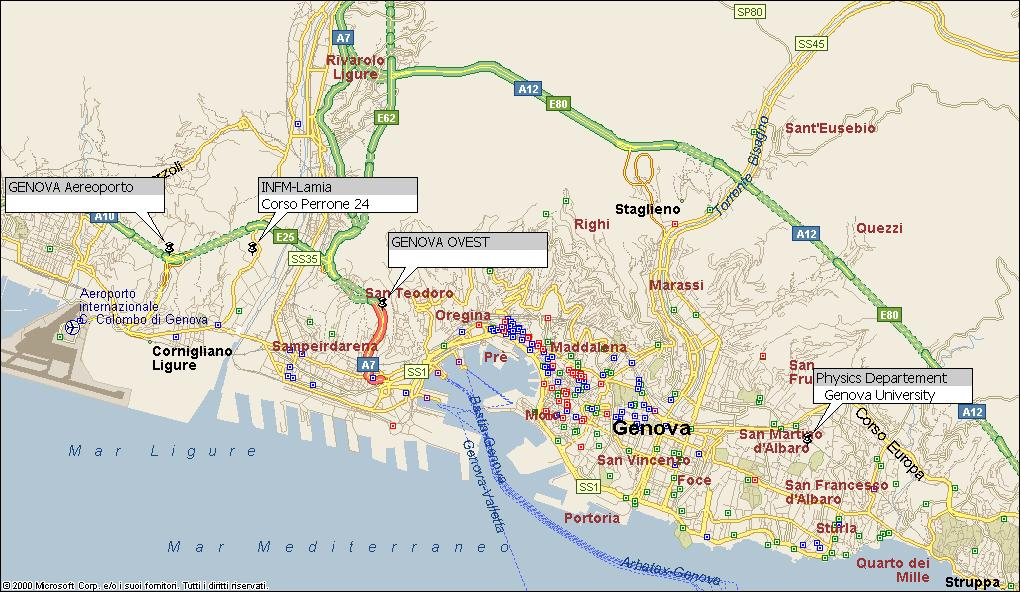 SP80
A7
SS45
Rivarolo
Ligure
A12
E80
E62
Torrente Bisagno
Sant'Eusebio
GENOVA Aereoporto
INFM-Lamia
Corso Perrone 24
A10
Staglieno
Righi
Quezzi
A12
E25
GENOVA OVEST
SS35
Marassi
San Teodoro
Aeroporto
internazionale
C. Colombo di Genova
Oregina
E80
Cornigliano
Ligure
Sampeirdarena
Prè
Maddalena
A7
SS1
San
Physics Departement
Genova University
Molo
Genova
A12
Bastia-Genova
Corso Europa
San Martino
d'Albaro
Mar Ligure
Genova-Valletta
San Vincenzo
Foce
SS1
San Francesco
d'Albaro
Portoria
Sturla
Mar Mediterraneo
Arbatax-Genova
Quarto dei
Mille
Struppa
© 2000 Microsoft Corp. e/o i suoi fornitori. Tutti i diritti riservati.